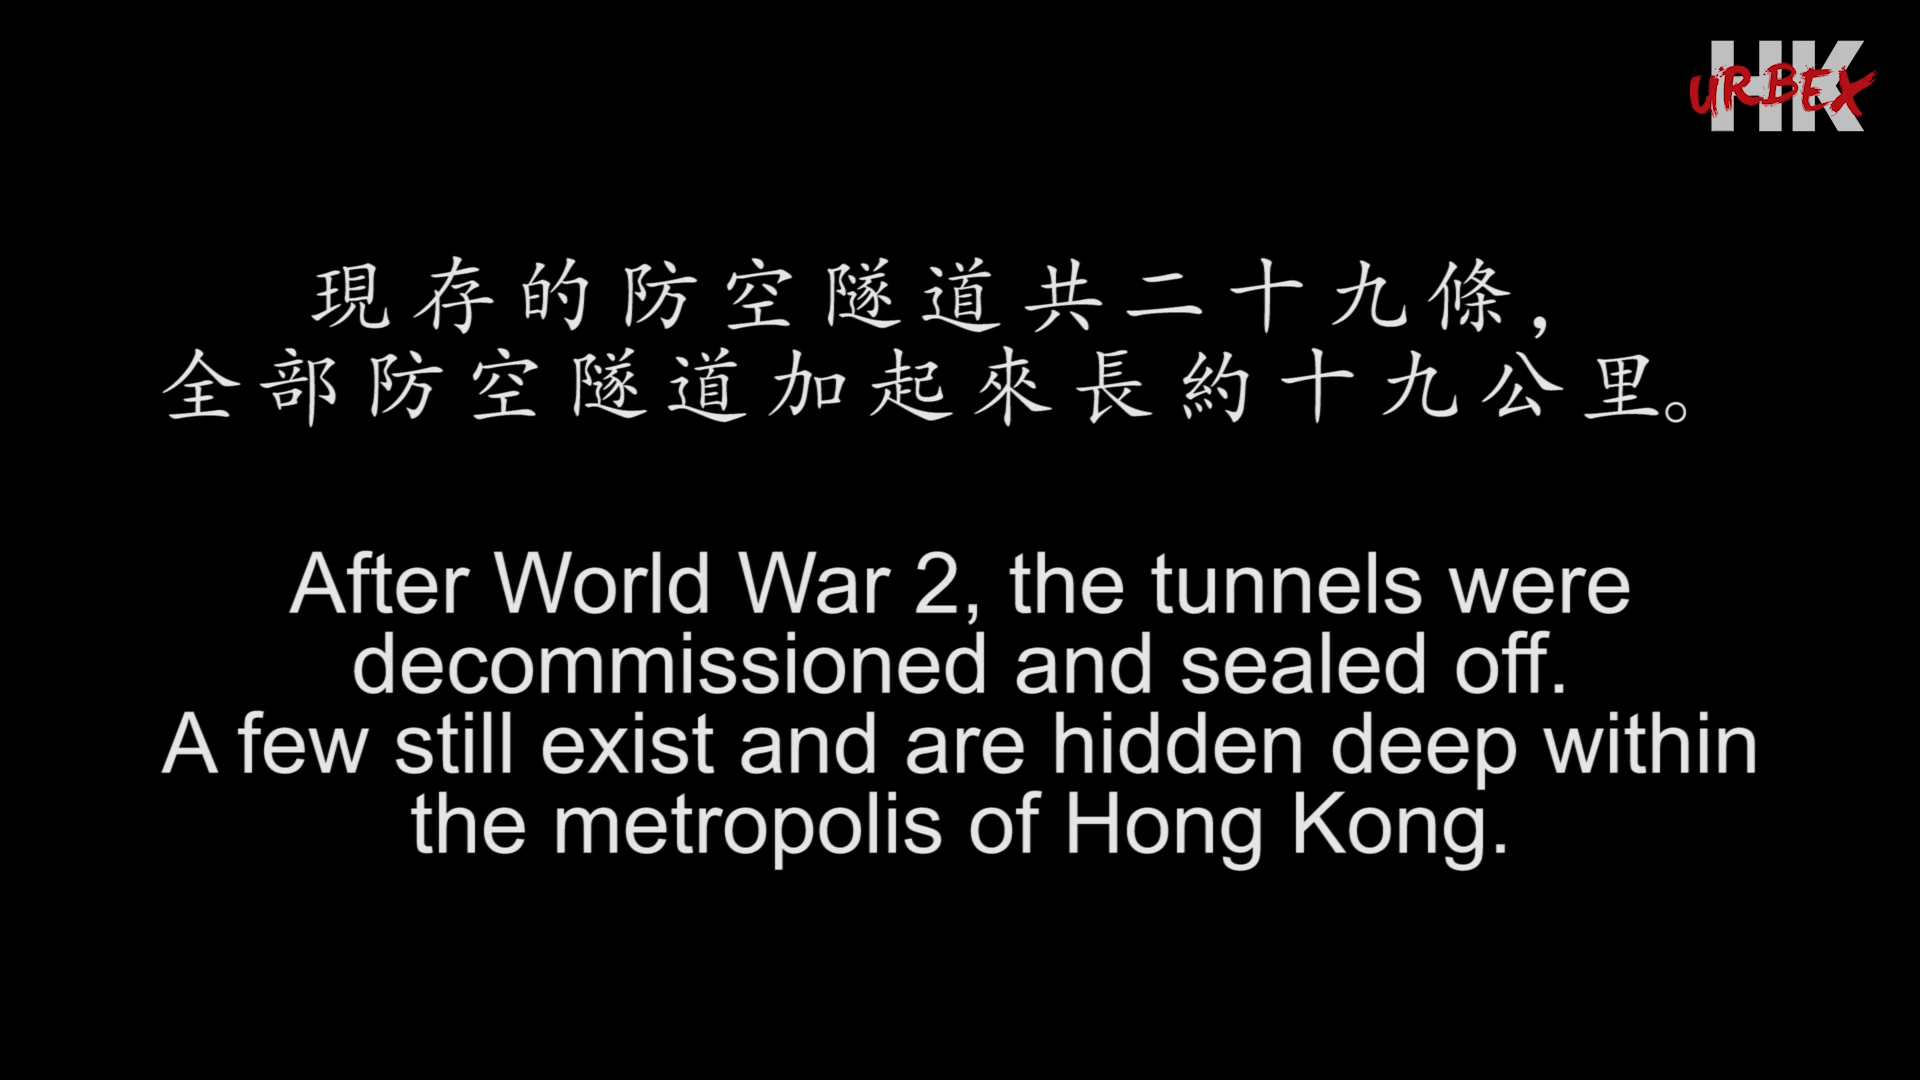 HK
URBEX
現存的防空隧道共二十九條，
全部防空隧道加起來長約十九公里。
After World War 2, the tunnels were
decommissioned and sealed off.
A few still exist and are hidden deep within
the metropolis of Hong Kong.